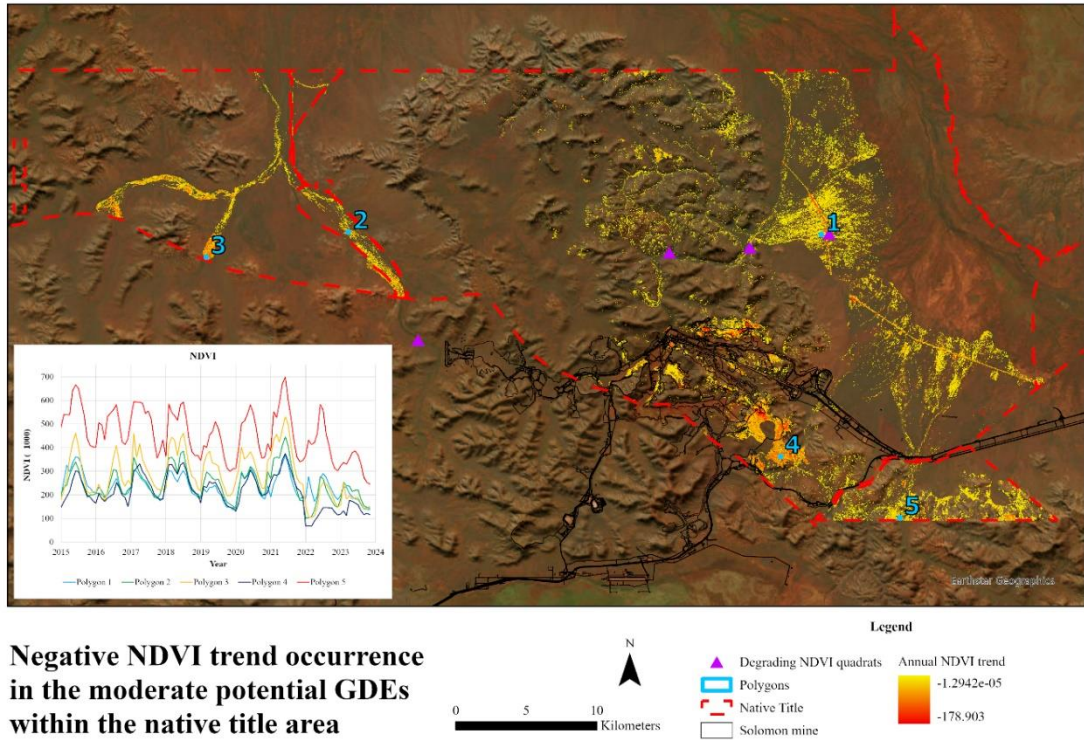 1
2
3
4
5
NDVI
NDVI (*1000)
700
600
500
400
300
200
100
0
2015 2016 2017 2018 2019 2020 2021 2022 2023 2024
Year
Polygon 1 Polygon 2 Polygon 3 Polygon 4 Polygon 5
Earthstar Geographics
Negative NDVI trend occurrence
in the moderate potential GDEs
within the native title area
N
0 5 10
Kilometers
Legend
Degrading NDVI quadrats
Polygons
Native Title
Solomon mine
Annual NDVI trend
-1.2942e-05
-178.903